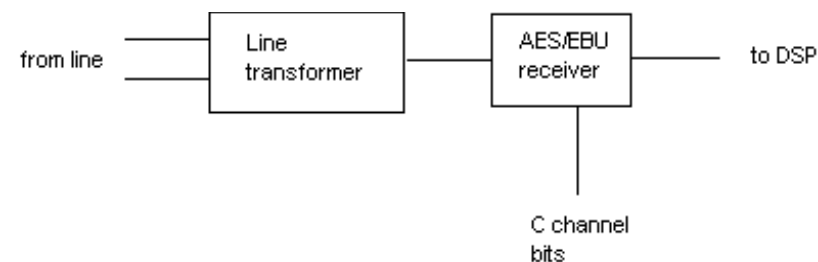 from line
Line
transformer
AES/EBU
receiver
to DSP
C channel
bits